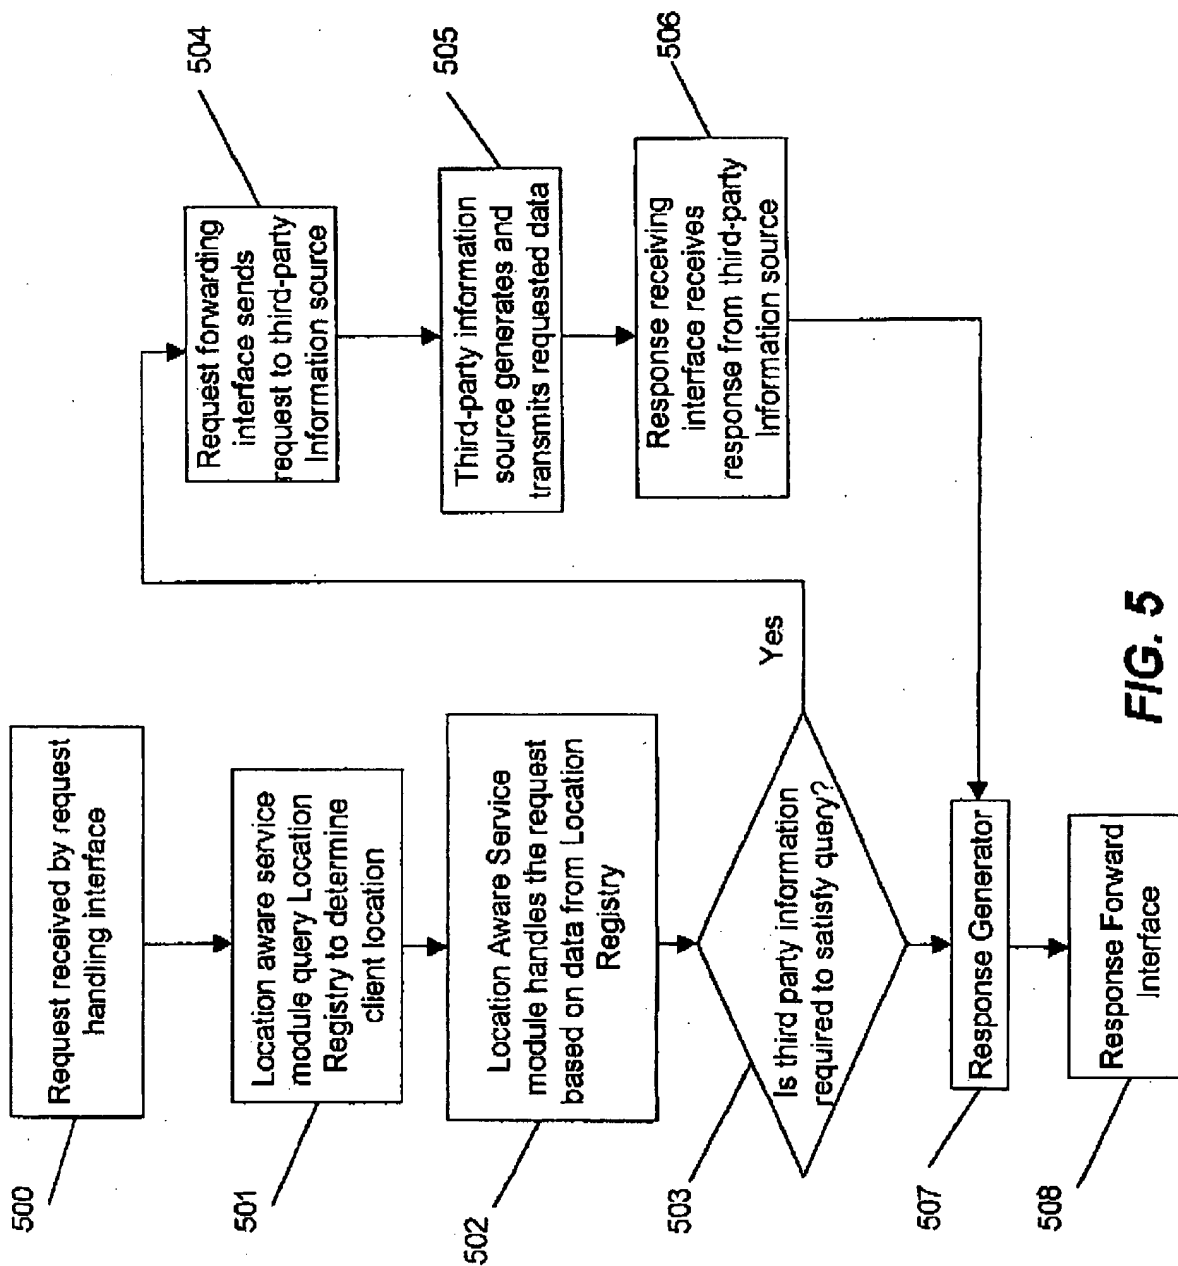 500
Request received by request
handling interface
501
Location aware service
module query Location
Registry to determine
client location
502
Location Aware Service
module handles the request
based on data from Location
Registry
503
Is third party information
required to satisfy query?
Yes
504
Request forwarding
interface sends
request to third-party
Information source
505
Third-party information
source generates and
transmits requested data
506
Response receiving
interface receives
response from third-party
Information source
507
Response Generator
508
Response Forward
Interface
FIG. 5